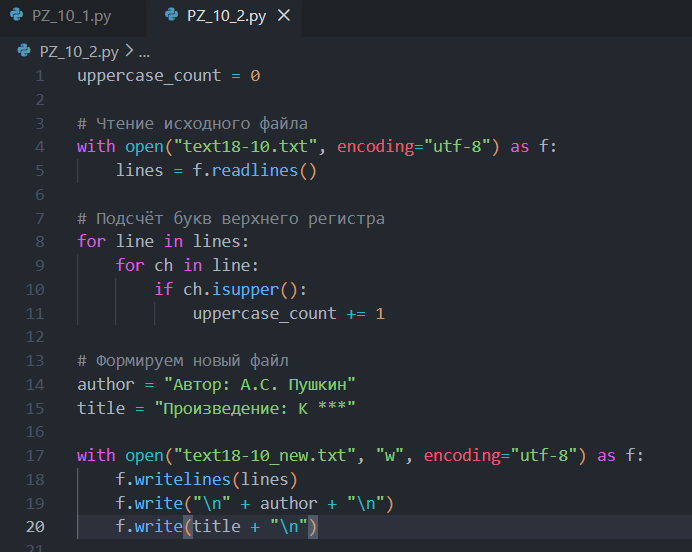 PZ_10_1.py PZ_10_2.py
PZ_10_2.py > ...
1 uppercase_count = 0
2
3 # Чтение исходного файла
4 with open("text18-10.txt", encoding="utf-8") as f:
5     lines = f.readlines()
6
7 # Подсчёт букв верхнего регистра
8 for line in lines:
9     for ch in line:
10         if ch.isupper():
11             uppercase_count += 1
12
13 # Формируем новый файл
14 author = "Автор: А.С. Пушкин"
15 title = "Произведение: К ***"
16
17 with open("text18-10_new.txt", "w", encoding="utf-8") as f:
18     f.writelines(lines)
19     f.write("\n" + author + "\n")
20     f.write(title + "\n")
21